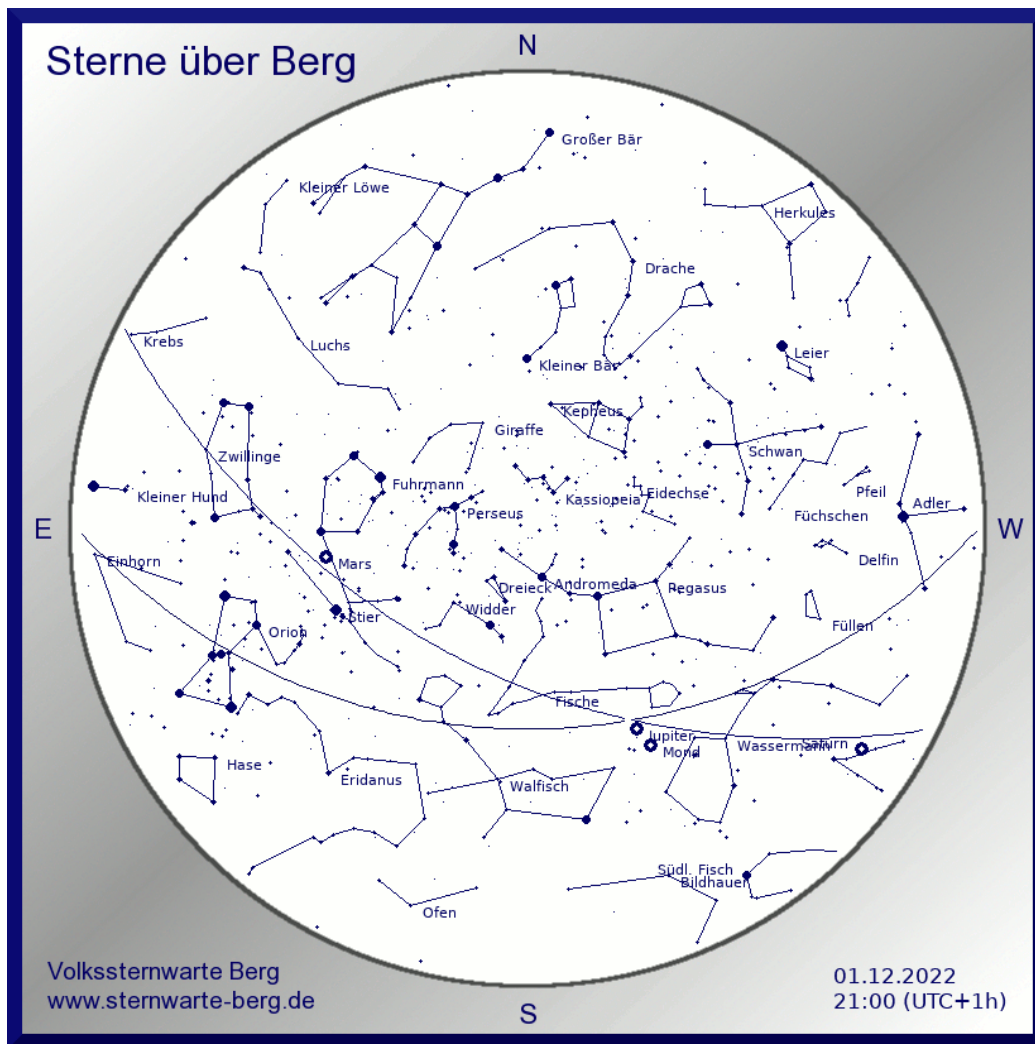 N
Sterne über Berg
Großer Bär
Kleiner Löwe
Herkules
Drache
Krebs
Luchs
Leier
Kleiner Bär
Kepheus
Giraffe
Schwan
Zwillinge
Fuhrmann
Kleiner Hund
Kassiopeia
Eidechse
Pfeil
Adler
Perseus
Füchschen
E
W
Einhorn
Mars
Delfin
Dreieck
Andromeda
Pegasus
Widder
Stier
Orion
Füllen
Fische
Jupiter
Mond
Wassermann
Saturn
Hase
Eridanus
Walfisch
Südl. Fisch
Bildhauer
Ofen
Volkssternwarte Berg
www.sternwarte-berg.de
01.12.2022
21:00 (UTC+1h)
S